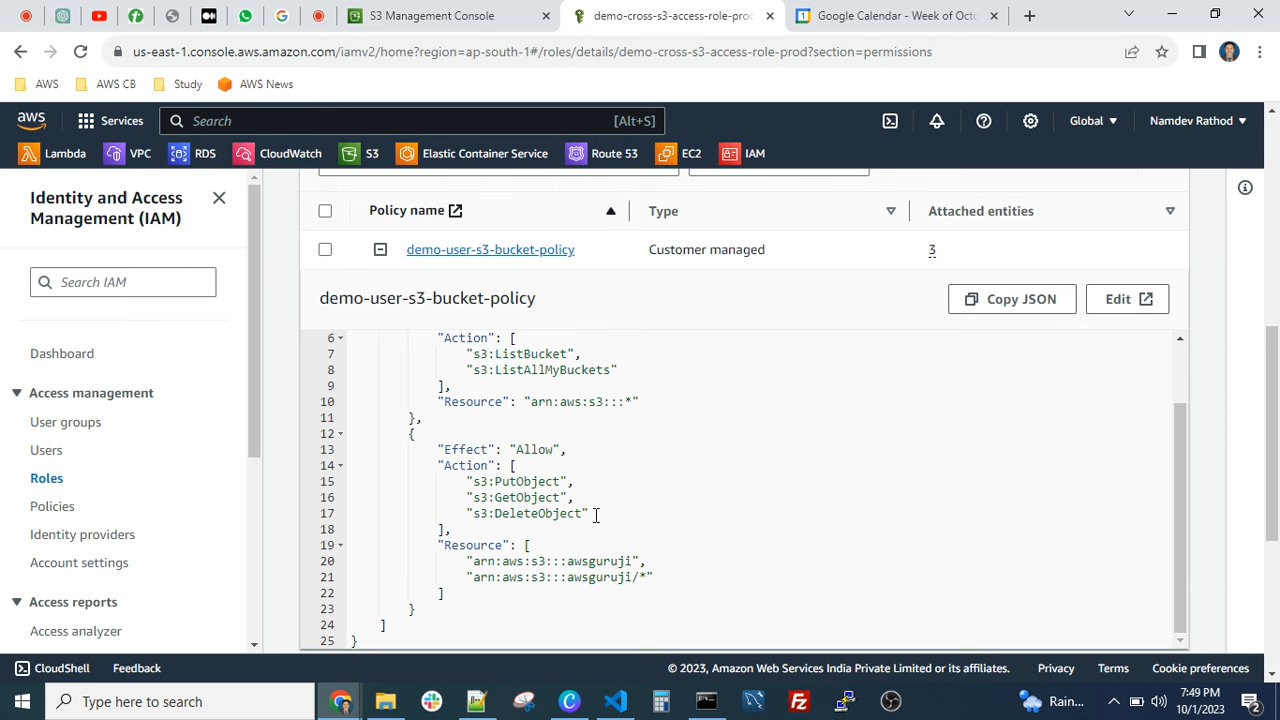 S3 Management Console
demo-cross-s3-access-role-prod
Google Calendar - Week of Octo
us-east-1.console.aws.amazon.com/iamv2/home?region=ap-south-1#/roles/details/demo-cross-s3-access-role-prod?section=permissions
AWS
AWS CB
Study
AWS News
aws
Services
Search
[Alt+S]
Global
Namdev Rathod
Lambda
VPC
RDS
CloudWatch
S3
Elastic Container Service
Route 53
EC2
IAM
Identity and Access
Management (IAM)
Search IAM
Dashboard
Access management
User groups
Users
Roles
Policies
Identity providers
Account settings
Access reports
Access analyzer
Policy name
Type
Attached entities
demo-user-s3-bucket-policy
Customer managed
3
demo-user-s3-bucket-policy
Copy JSON
Edit
6 "Action": [
7 "s3:ListBucket",
8 "s3:ListAllMyBuckets"
9 ],
10 "Resource": "arn:aws:s3:::*"
11 },
12 {
13 "Effect": "Allow",
14 "Action": [
15 "s3:PutObject",
16 "s3:GetObject",
17 "s3:DeleteObject"
18 ],
19 "Resource": [
20 "arn:aws:s3:::awsguruji",
21 "arn:aws:s3:::awsguruji/*"
22 ]
23 }
24 ]
25 }
CloudShell
Feedback
© 2023, Amazon Web Services India Private Limited or its affiliates.
Privacy
Terms
Cookie preferences
Type here to search
Rain...
7:49 PM
10/1/2023
2